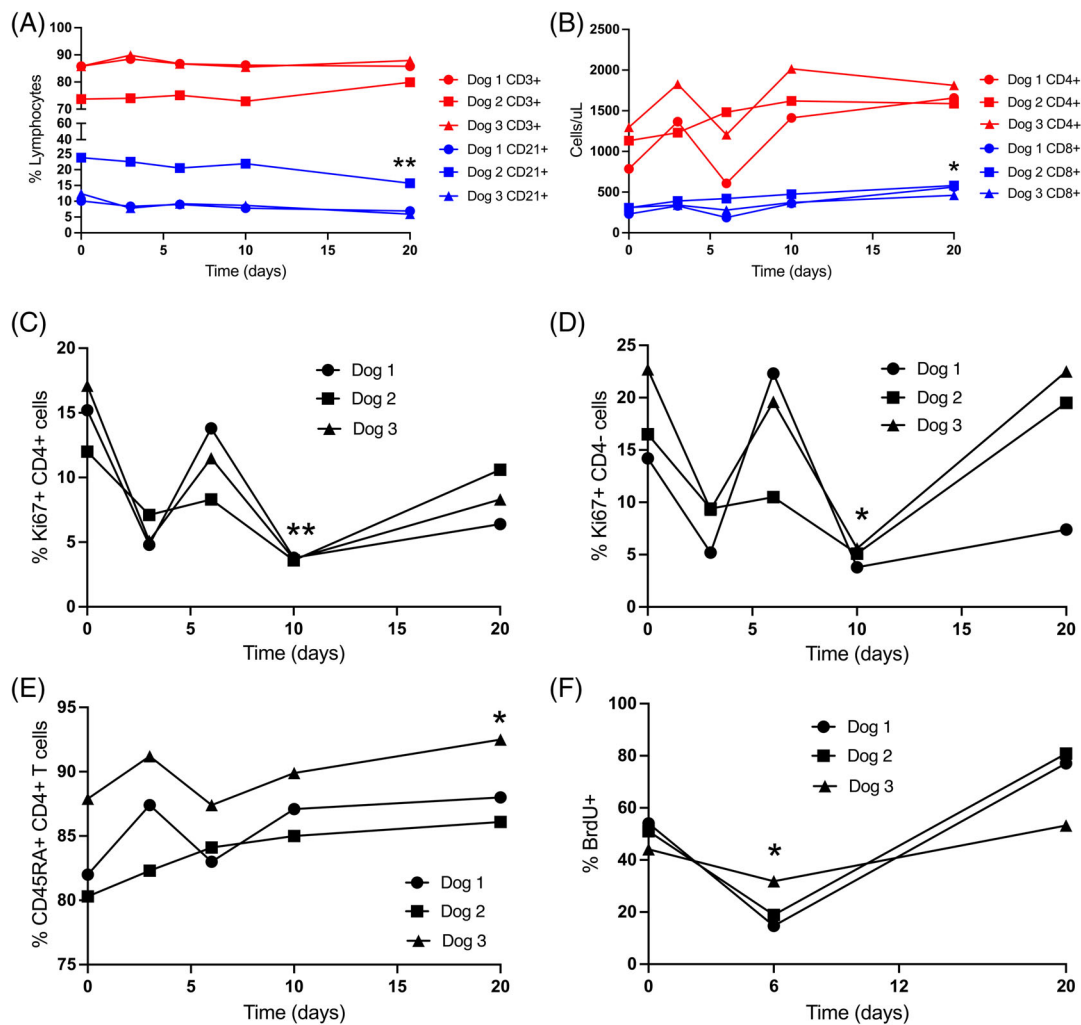 (A)
% Lymphocytes
100
90
80
70
60
40
25
20
15
10
5
0
0 5 10 15 20
Time (days)
**
Dog 1 CD3+
Dog 2 CD3+
Dog 3 CD3+
Dog 1 CD21+
Dog 2 CD21+
Dog 3 CD21+
(B)
Cells/uL
2500
2000
1500
1000
500
0
0 5 10 15 20
Time (days)
*
Dog 1 CD4+
Dog 2 CD4+
Dog 3 CD4+
Dog 1 CD8+
Dog 2 CD8+
Dog 3 CD8+
(C)
% Ki67+ CD4+ cells
20
15
10
5
0
0 5 10 15 20
Time (days)
Dog 1
Dog 2
Dog 3
**
(D)
% Ki67+ CD4- cells
25
20
15
10
5
0
0 5 10 15 20
Time (days)
Dog 1
Dog 2
Dog 3
*
(E)
% CD45RA+ CD4+ T cells
95
90
85
80
75
0 5 10 15 20
Time (days)
*
Dog 1
Dog 2
Dog 3
(F)
% BrdU+
100
80
60
40
20
0
0 6 12 20
Time (days)
Dog 1
Dog 2
Dog 3
*